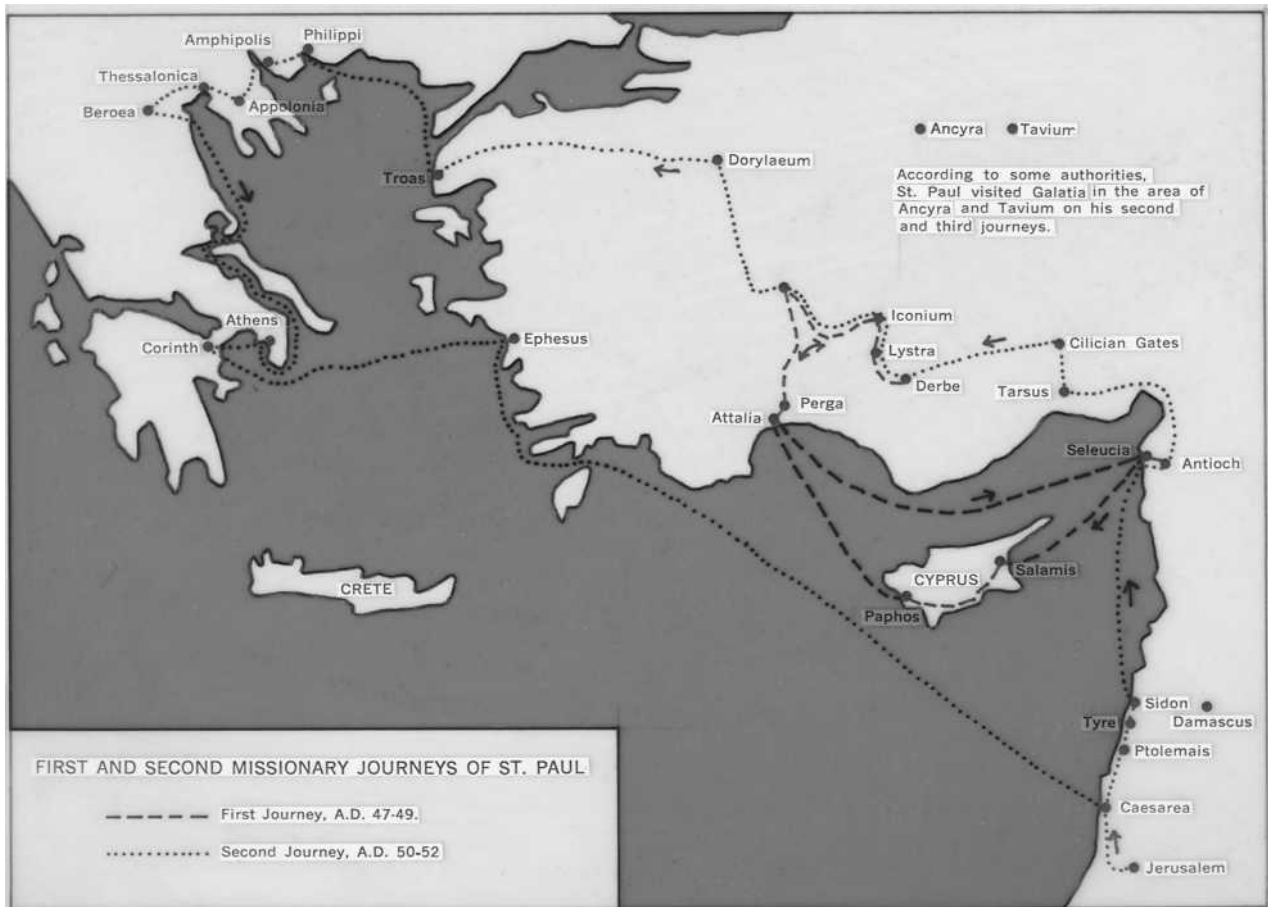 Philippi
Amphipolis
Thessalonica
Appolonia
Beroea
Ancyra
Tavium
Dorylaeum
Troas
According to some authorities,
St. Paul visited Galatia in the area of
Ancyra and Tavium on his second
and third journeys.
Athens
Iconium
Corinth
Ephesus
Lystra
Cilician Gates
Derbe
Tarsus
Perga
Attalia
Seleucia
Antioch
Salamis
CYPRUS
CRETE
Paphos
Sidon
Tyre
Damascus
Ptolemais
FIRST AND SECOND MISSIONARY JOURNEYS OF ST. PAUL
First Journey, A.D. 47-49.
Second Journey, A.D. 50-52
Caesarea
Jerusalem